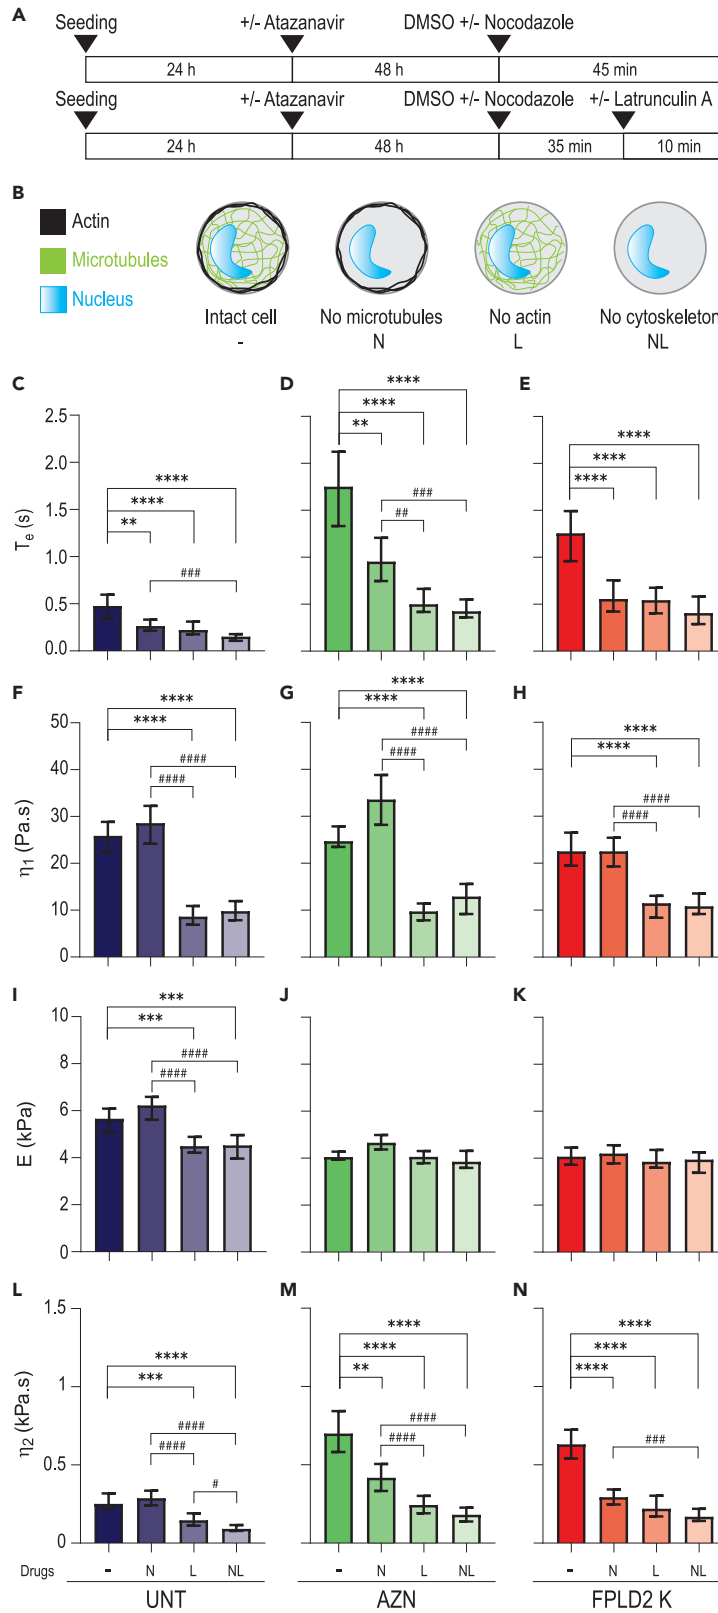 A
Seeding +/- Atazanavir DMSO +/- Nocodazole
24 h 48 h 45 min
Seeding +/- Atazanavir DMSO +/- Nocodazole +/- Latrunculin A
24 h 48 h 35 min 10 min
B
Actin
Microtubules
Nucleus
Intact cell No microtubules No actin No cytoskeleton
- N L NL
C D E
2.5
2.0
1.5
1.0
0.5
0.0
Te (s)
**** **** **
###
**** **** **
### ##
**** **** ****
F G H
50
40
30
20
10
0
η1 (Pa.s)
**** ****
#### ####
**** ****
#### ####
**** ****
#### ####
I J K
10
8
6
4
2
0
E (kPa)
*** ***
#### ####
L M N
1.5
1
0.5
0
η2 (kPa.s)
**** ***
#### #### #
**** **** **
#### ####
**** **** ****
###
Drugs - N L NL - N L NL - N L NL
UNT AZN FPLD2 K